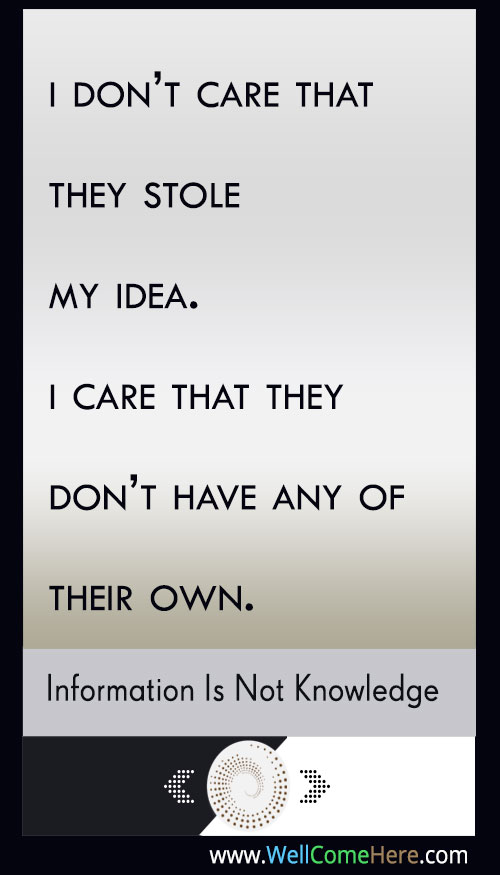 I DON’T CARE THAT
THEY STOLE
MY IDEA.
I CARE THAT THEY
DON’T HAVE ANY OF
THEIR OWN.
Information Is Not Knowledge
www.WellComeHere.com